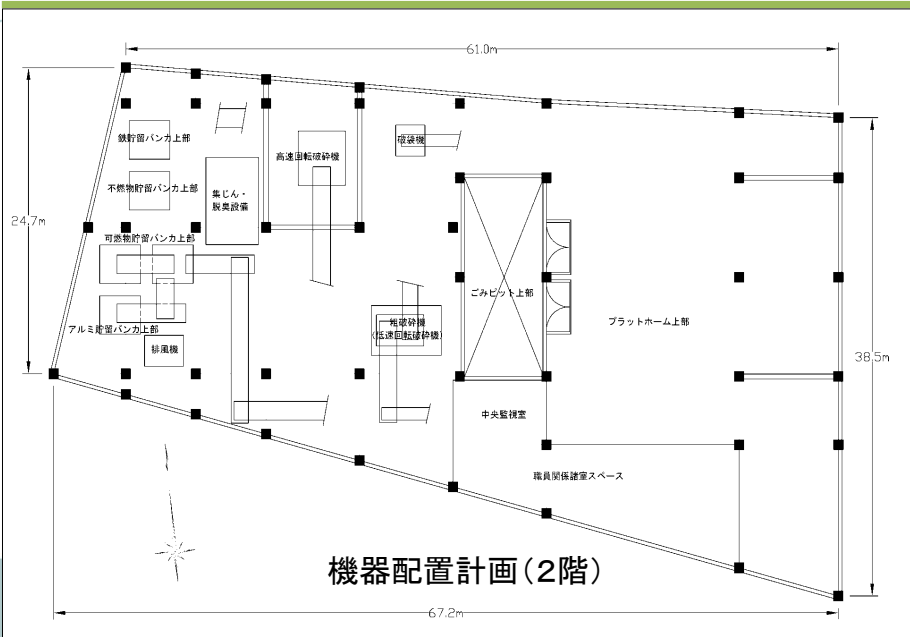 61.0m
鉄貯留バンカ上部
破袋機
高速回転破砕機
不燃物貯留バンカ上部
集じん・
脱臭設備
24.7m
可燃物貯留バンカ上部
ごみピット上部
粗破砕機
(低速回転破砕機)
プラットホーム上部
アルミ貯留バンカ上部
排風機
38.5m
中央監視室
職員関係諸室スペース
機器配置計画(2階)
67.2m